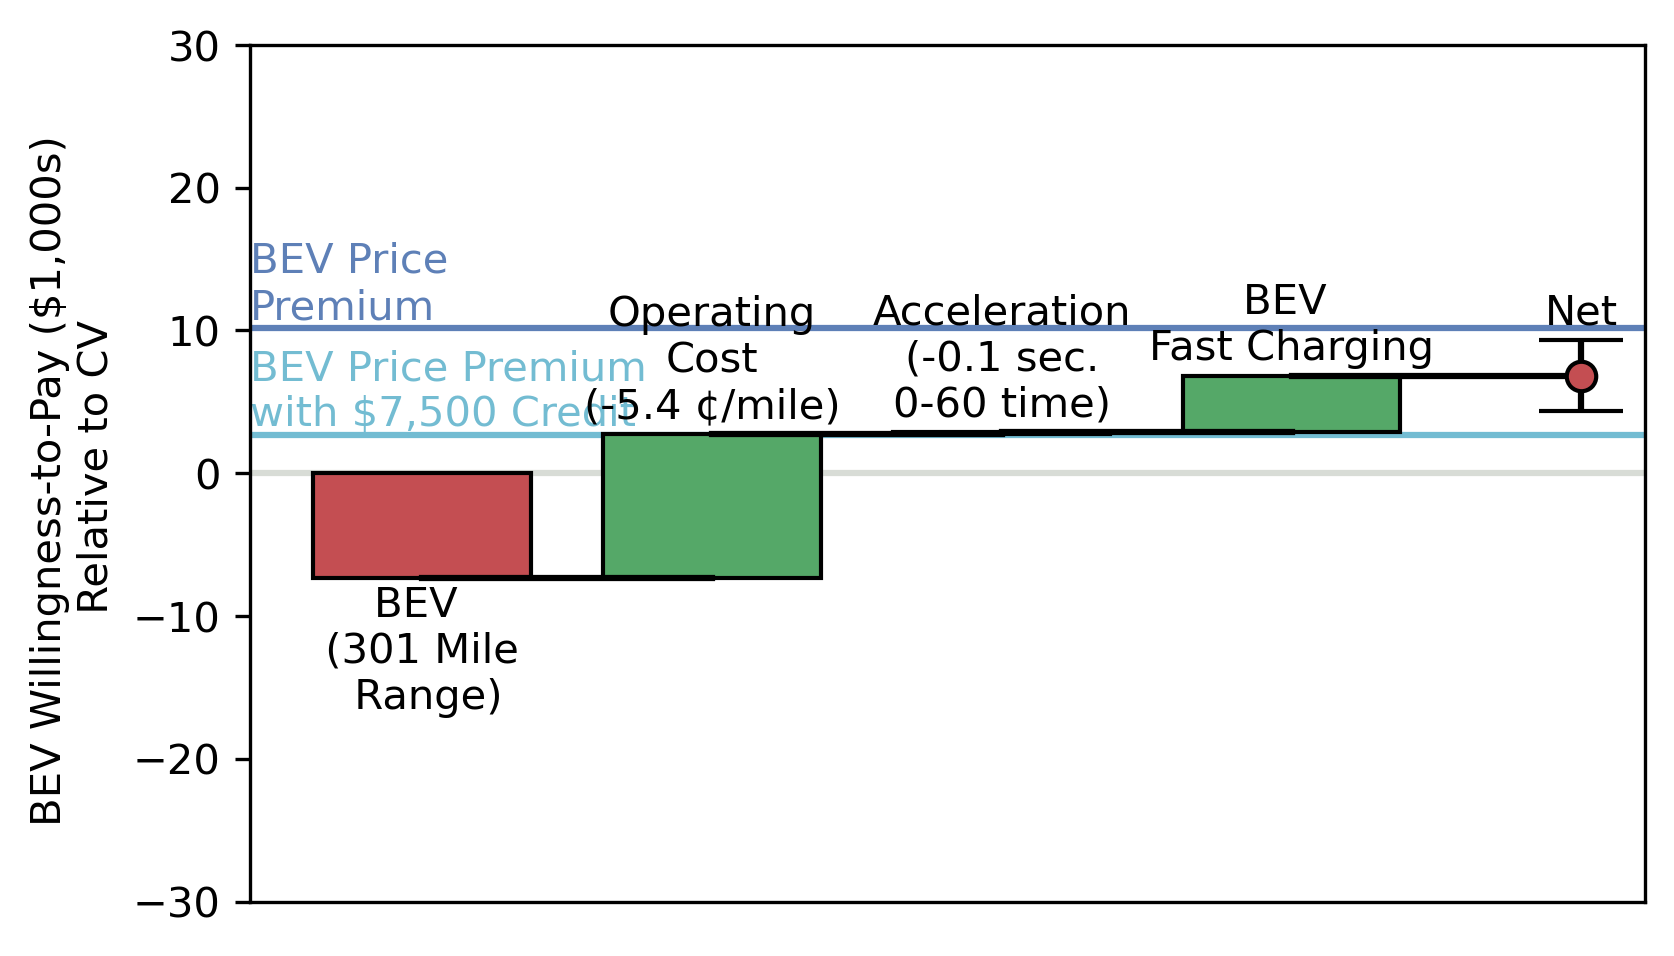 BEV Willingness-to-Pay ($1,000s)
Relative to CV
30
20
10
0
−10
−20
−30
BEV Price
Premium
BEV Price Premium
with $7,500 Credit
BEV
(301 Mile
Range)
Operating
Cost
(-5.4 ¢/mile)
Acceleration
(-0.1 sec.
0-60 time)
BEV
Fast Charging
Net